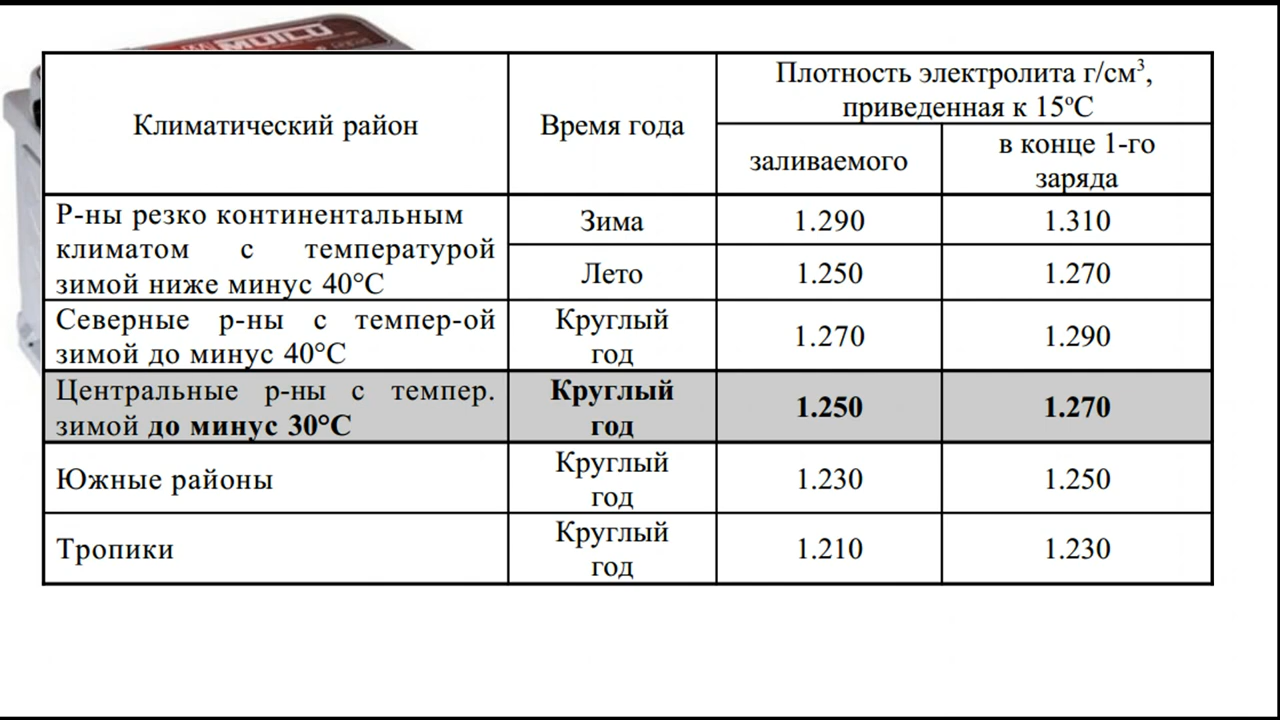 MUTLU
Климатический район
Время года
Плотность электролита г/см³,
приведенная к 15ºС
заливаемого
в конце 1-го
заряда
Р-ны резко континентальным
климатом с температурой
зимой ниже минус 40°С
Зима
1.290
1.310
Лето
1.250
1.270
Северные р-ны с темпер-ой
зимой до минус 40°С
Круглый
год
1.270
1.290
Центральные р-ны с темпер.
зимой до минус 30°С
Круглый
год
1.250
1.270
Южные районы
Круглый
год
1.230
1.250
Тропики
Круглый
год
1.210
1.230